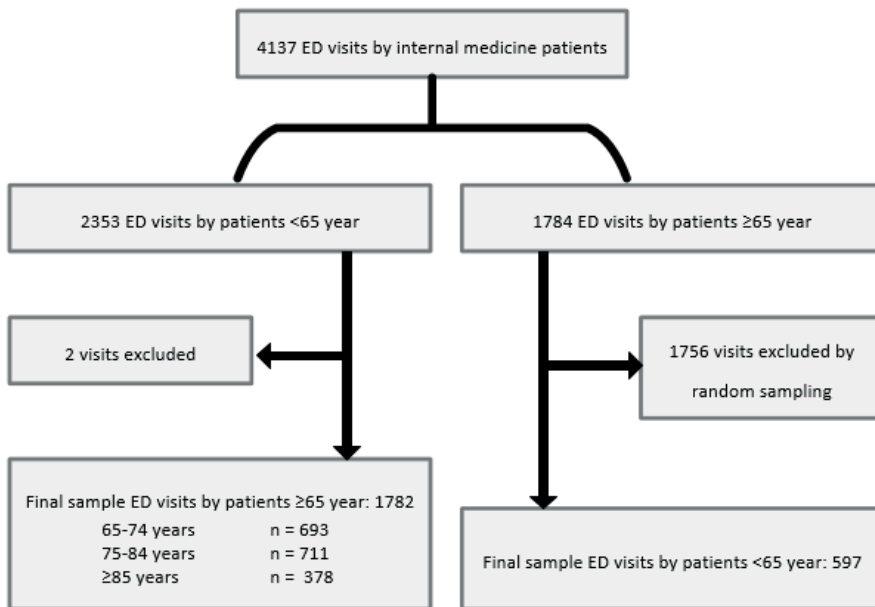 4137 ED visits by internal medicine patients
2353 ED visits by patients <65 year
1784 ED visits by patients ≥65 year
2 visits excluded
1756 visits excluded by
random sampling
Final sample ED visits by patients ≥65 year: 1782
65-74 years n = 693
75-84 years n = 711
≥85 years n = 378
Final sample ED visits by patients <65 year: 597